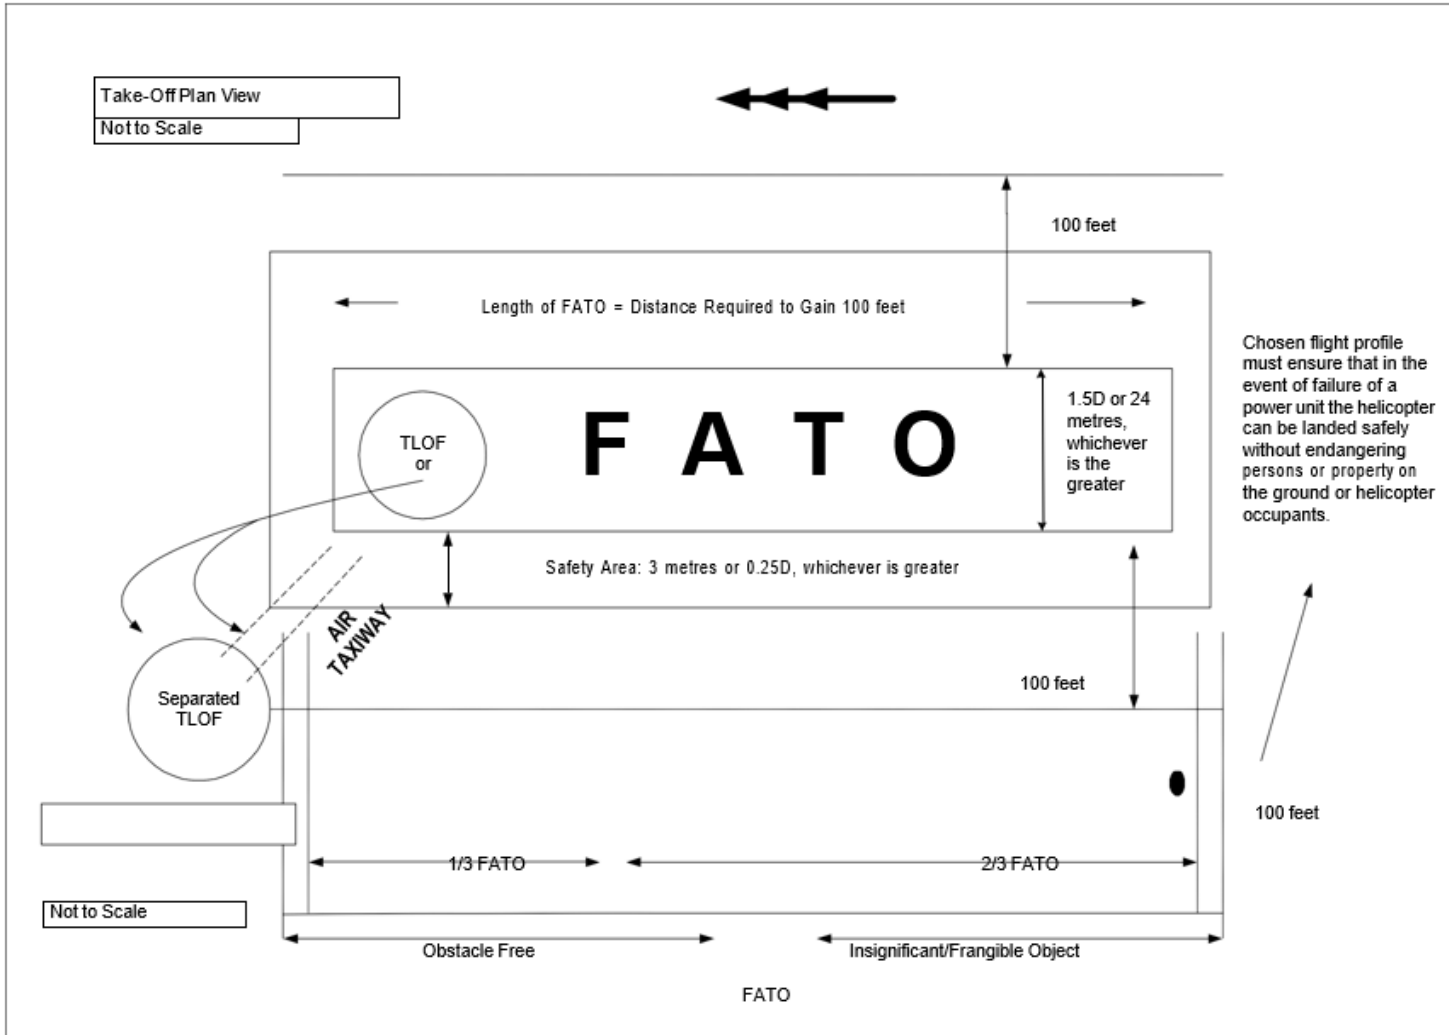 Take-Off Plan View
Not to Scale
100 feet
Length of FATO = Distance Required to Gain 100 feet
Chosen flight profile
must ensure that in the
event of failure of a
power unit the helicopter
can be landed safely
without endangering
persons or property on
the ground or helicopter
occupants.
TLOF
or
F A T O
1.5D or 24
metres,
whichever
is the
greater
Safety Area: 3 metres or 0.25D, whichever is greater
AIR
TAXIWAY
Separated
TLOF
100 feet
100 feet
1/3 FATO
2/3 FATO
Not to Scale
Obstacle Free
Insignificant/Frangible Object
FATO